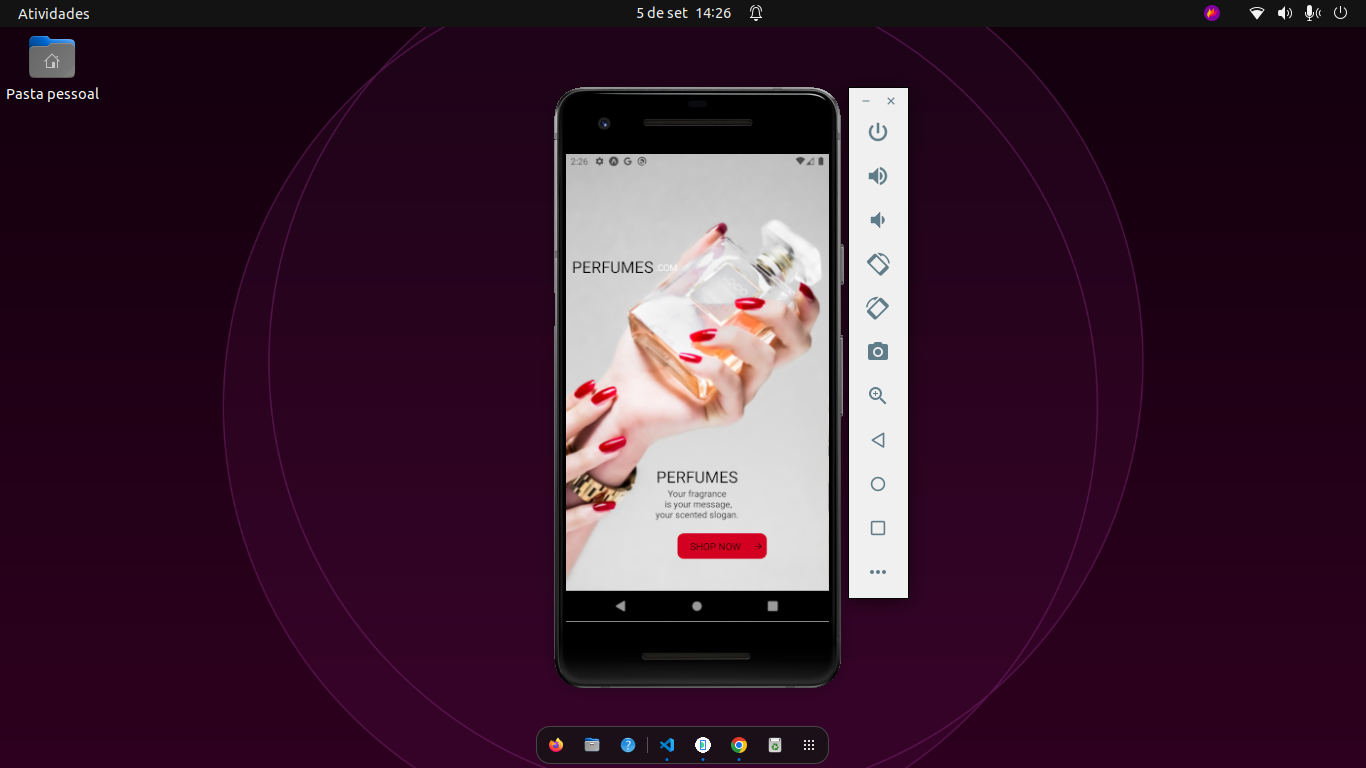 Atividades
5 de set 14:26
Pasta pessoal
2:26
PERFUMES .COM
PERFUMES
Your fragrance
is your message,
your scented slogan.
SHOP NOW